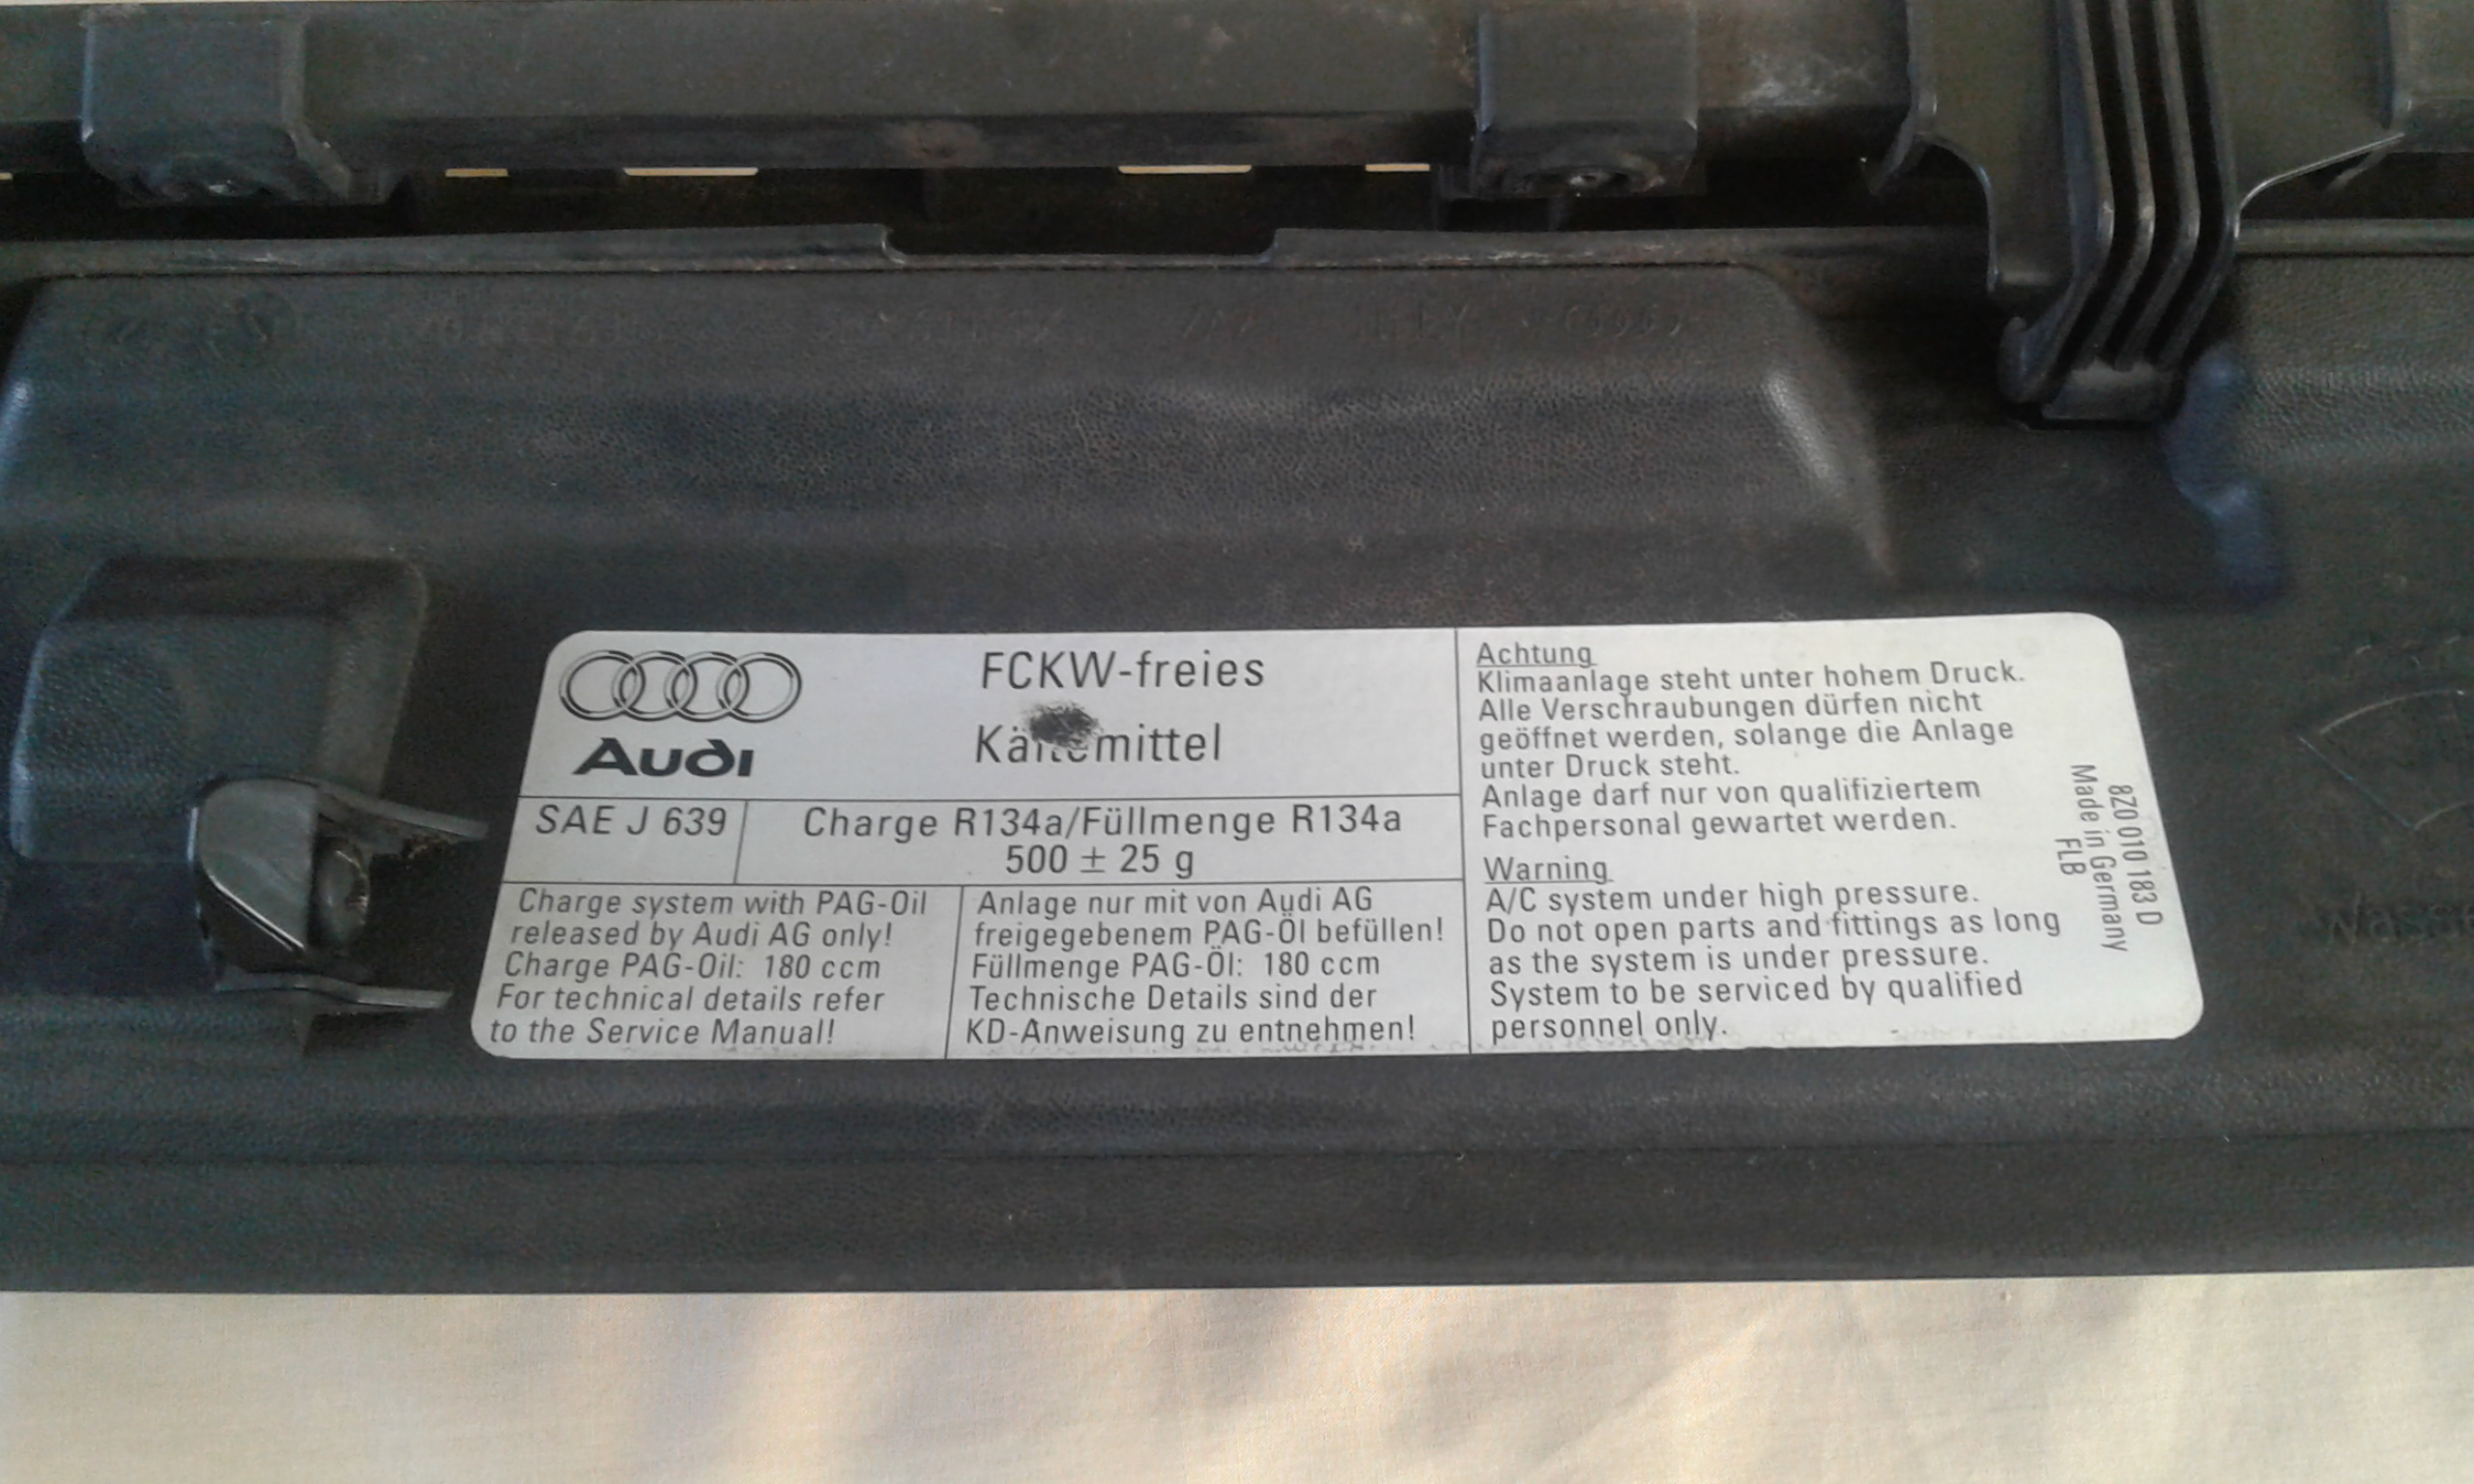 FCKW-freies
Audi
SAE J 639
Charge R134a/Füllmenge R134a
500 ± 25 g
Charge system with PAG-Oil
released by Audi AG only!
Charge PAG-Oil: 180 ccm
For technical details refer
to the Service Manual!
Anlage nur mit von Audi AG
freigegebenem PAG-Öl befüllen!
Füllmenge PAG-Öl: 180 ccm
Technische Details sind der
KD-Anweisung zu entnehmen!
Achtung
Klimaanlage steht unter hohem Druck.
Alle Verschraubungen dürfen nicht
geöffnet werden, solange die Anlage
unter Druck steht.
Anlage darf nur von qualifiziertem
Fachpersonal gewartet werden.
Warning
A/C system under high pressure.
Do not open parts and fittings as long
as the system is under pressure.
System to be serviced by qualified
personnel only.
8Z0 010 183 D
Made in Germany
FLB